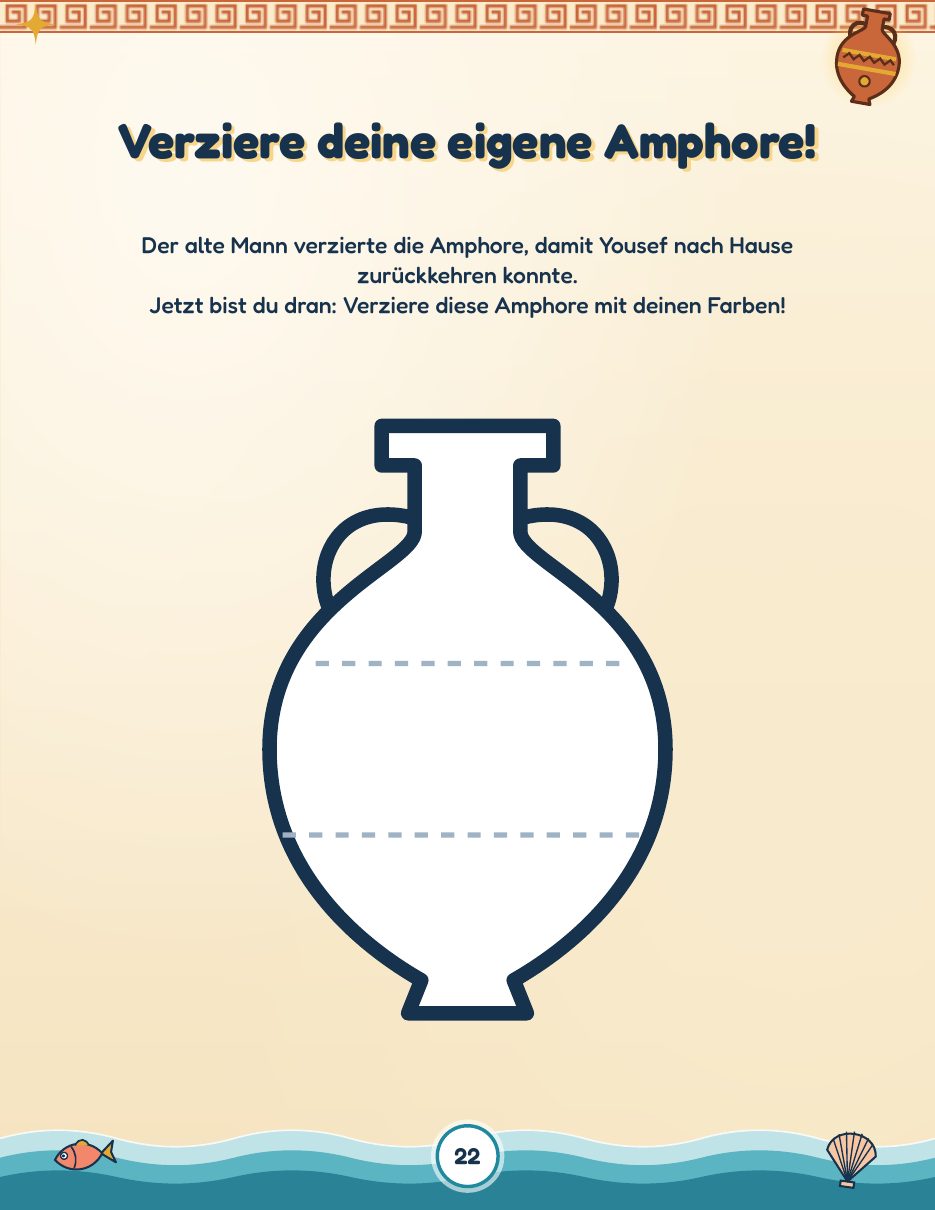 Verziere deine eigene Amphore!
Der alte Mann verzierte die Amphore, damit Yousef nach Hause
zurückkehren konnte.
Jetzt bist du dran: Verziere diese Amphore mit deinen Farben!
22